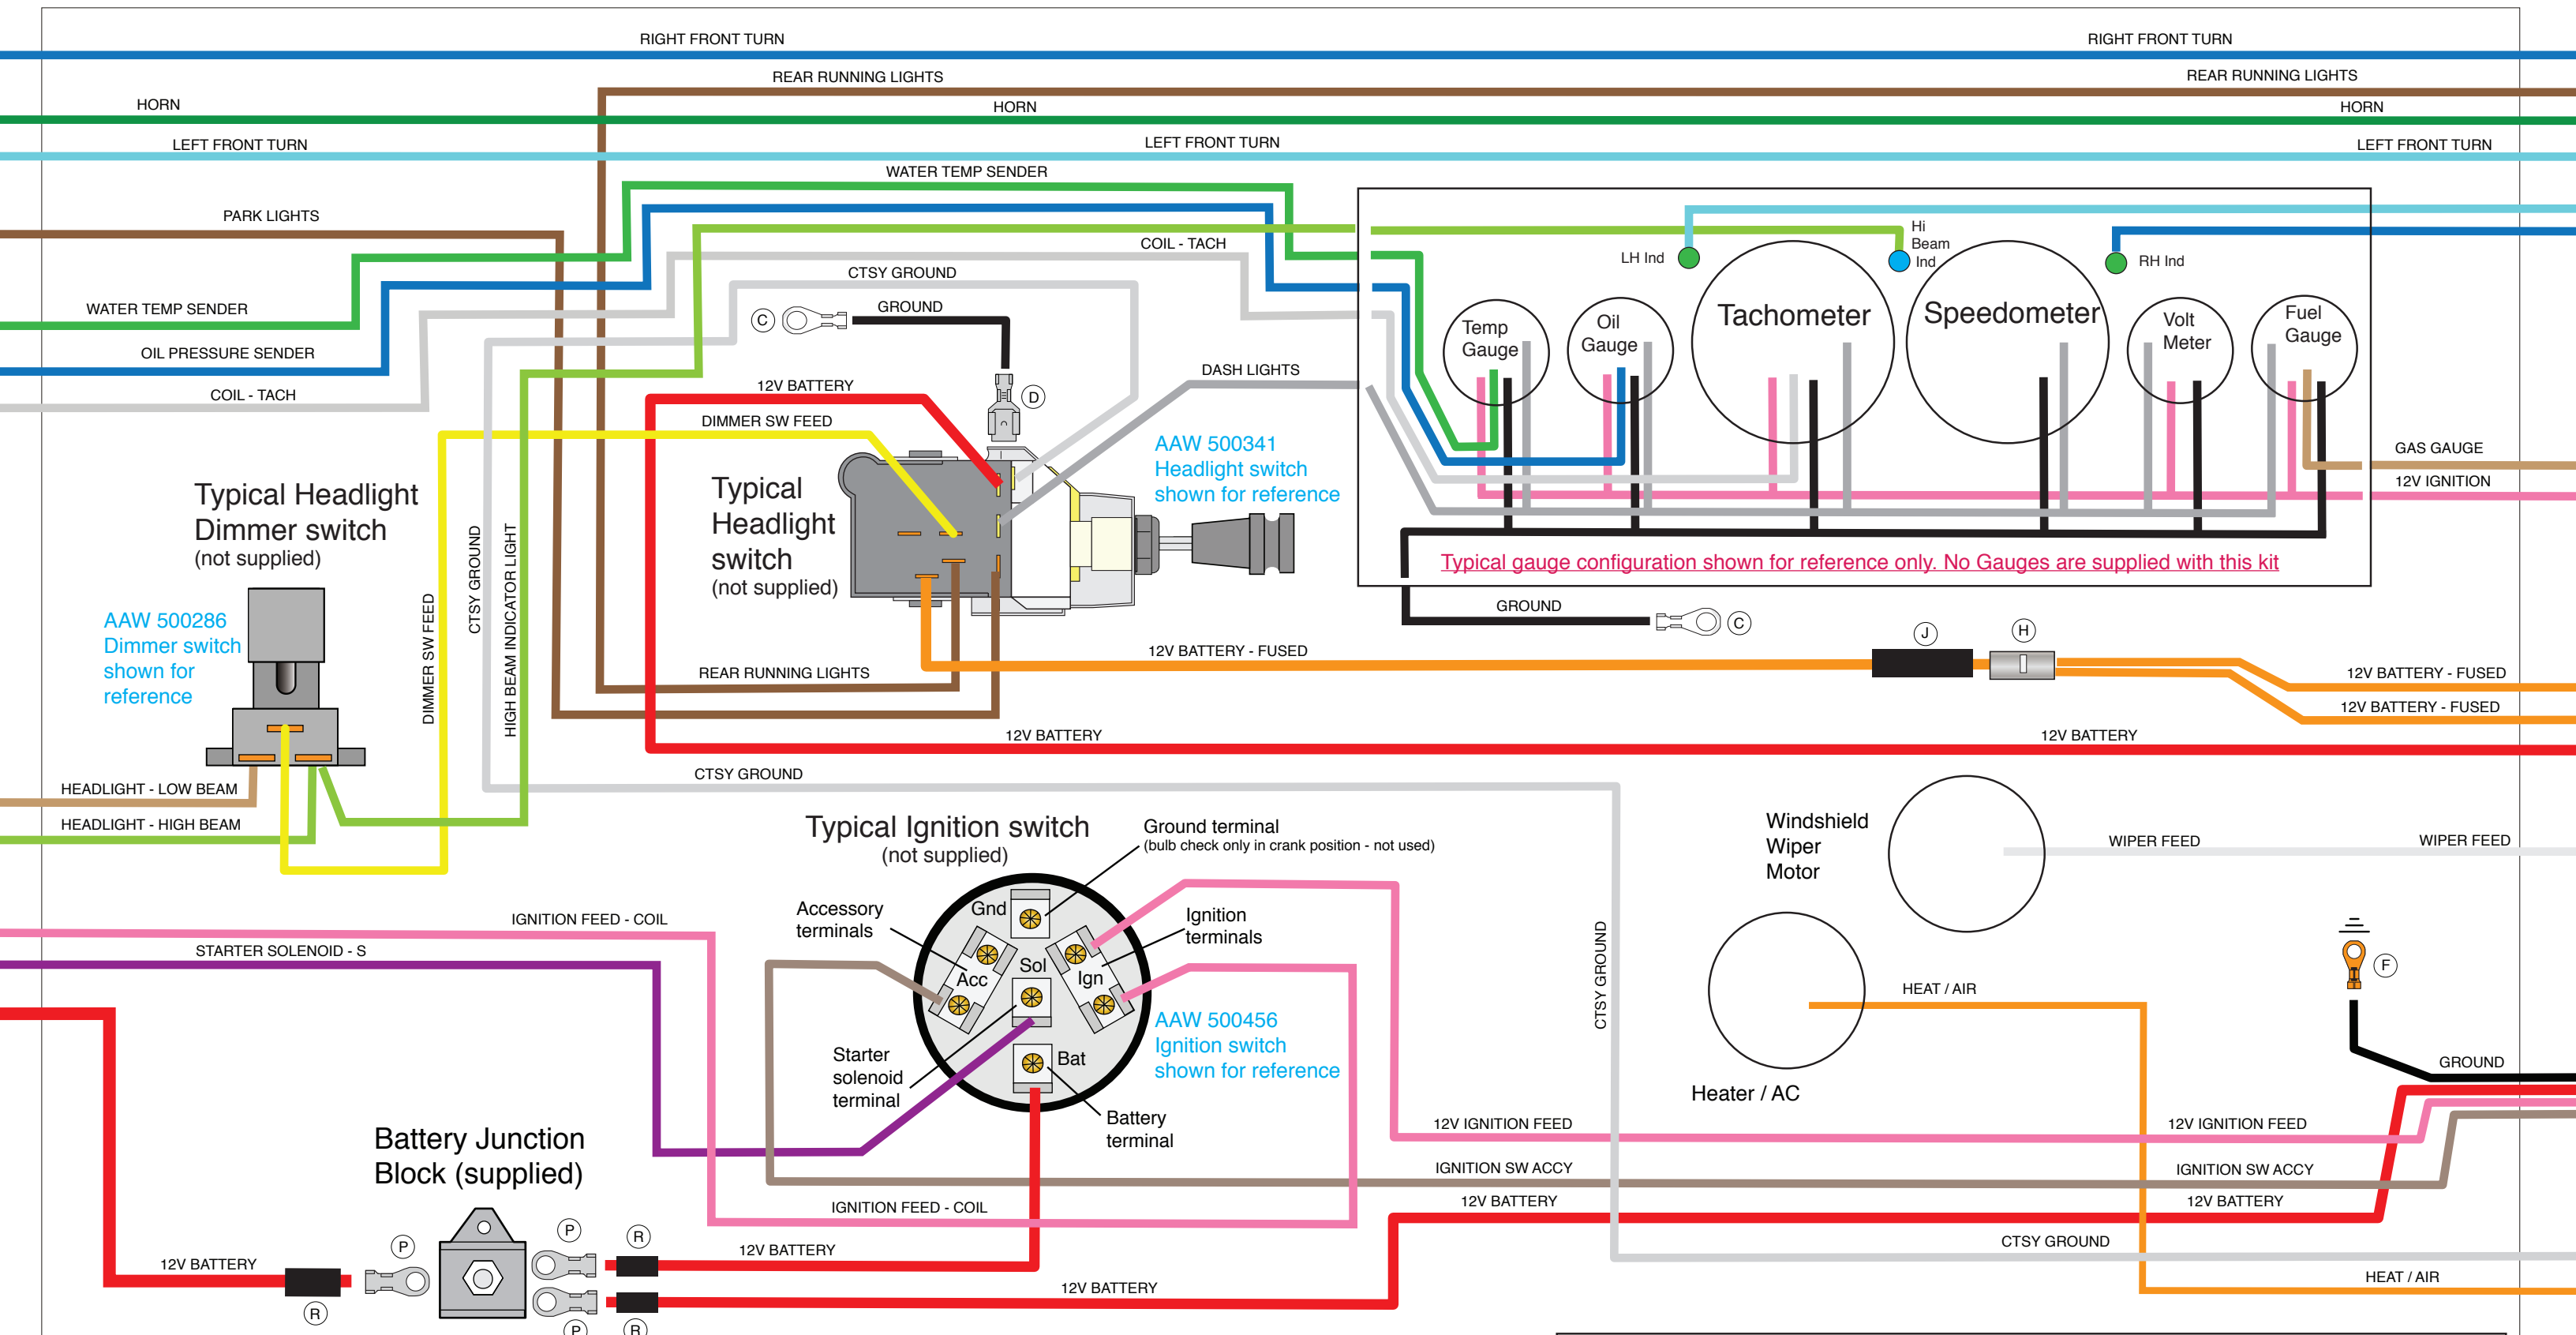 RIGHT FRONT TURN
RIGHT FRONT TURN
REAR RUNNING LIGHTS
REAR RUNNING LIGHTS
HORN
HORN
HORN
LEFT FRONT TURN
LEFT FRONT TURN
LEFT FRONT TURN
WATER TEMP SENDER
PARK LIGHTS
COIL - TACH
CTSY GROUND
WATER TEMP SENDER
C
GROUND
OIL PRESSURE SENDER
COIL - TACH
12V BATTERY
D
DASH LIGHTS
DIMMER SW FEED
LH Ind
Hi
Beam
Ind
RH Ind
Temp
Gauge
Oil
Gauge
Tachometer
Speedometer
Volt
Meter
Fuel
Gauge
GAS GAUGE
12V IGNITION
Typical gauge configuration shown for reference only. No Gauges are supplied with this kit
GROUND
C
AAW 500341
Headlight switch
shown for reference
Typical
Headlight
switch
(not supplied)
Typical Headlight
Dimmer switch
(not supplied)
AAW 500286
Dimmer switch
shown for
reference
DIMMER SW FEED
CTSY GROUND
HIGH BEAM INDICATOR LIGHT
REAR RUNNING LIGHTS
12V BATTERY - FUSED
J
H
12V BATTERY - FUSED
12V BATTERY - FUSED
12V BATTERY
12V BATTERY
CTSY GROUND
HEADLIGHT - LOW BEAM
HEADLIGHT - HIGH BEAM
Typical Ignition switch
(not supplied)
Ground terminal
(bulb check only in crank position - not used)
Accessory
terminals
Gnd
Ignition
terminals
Sol
Acc
Ign
Bat
Starter
solenoid
terminal
Battery
terminal
AAW 500456
Ignition switch
shown for reference
IGNITION FEED - COIL
STARTER SOLENOID - S
CTSY GROUND
Windshield
Wiper
Motor
WIPER FEED
WIPER FEED
HEAT / AIR
Heater / AC
F
GROUND
12V IGNITION FEED
12V IGNITION FEED
IGNITION SW ACCY
IGNITION SW ACCY
12V BATTERY
12V BATTERY
IGNITION FEED - COIL
CTSY GROUND
HEAT / AIR
Battery Junction
Block (supplied)
12V BATTERY
R
P
P
R
12V BATTERY
12V BATTERY
P
R